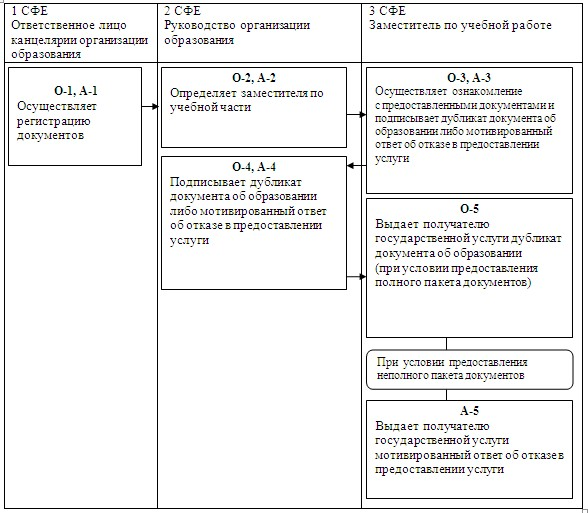 1 СФЕ
Ответственное лицо
канцелярии организации
образования
2 СФЕ
Руководство организации
образования
3 СФЕ
Заместитель по учебной работе
О-1, А-1
Осуществляет
регистрацию
документов
О-2, А-2
Определяет заместителя по
учебной части
О-3, А-3
Осуществляет ознакомление
с предоставленными документами и
подписывает дубликат документа об
образовании либо мотивированный
ответ об отказе в предоставлении
услуги
О-4, А-4
Подписывает дубликат
документа об образовании
либо мотивированный ответ
об отказе в предоставлении
услуги
О-5
Выдает получателю
государственной услуги дубликат
документа об образовании
(при условии предоставления
полного пакета документов)
При условии предоставления
неполного пакета документов
А-5
Выдает получателю
государственной услуги
мотивированный ответ об отказе в
предоставлении услуги